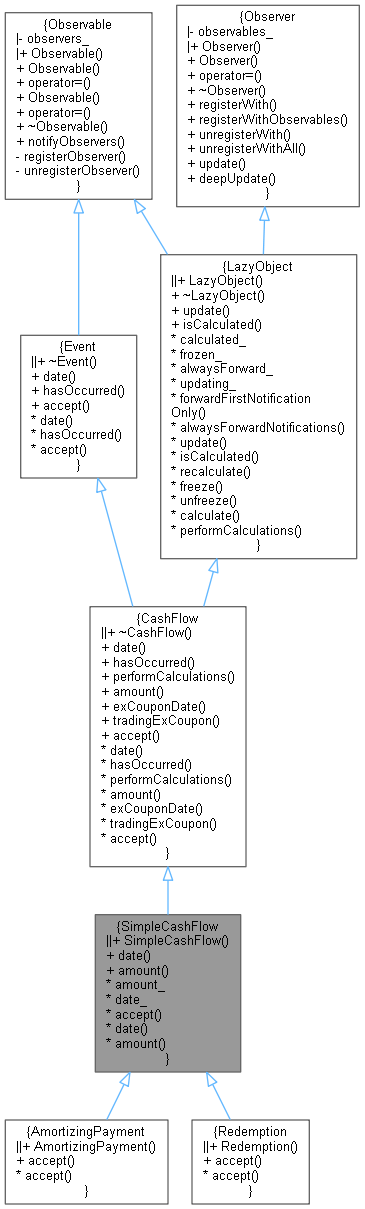 {Observable
|- observers_
|+ Observable()
+ Observable()
+ operator=()
+ Observable()
+ operator=()
+ ~Observable()
+ notifyObservers()
- registerObserver()
- unregisterObserver()
}
{Observer
|- observables_
|+ Observer()
+ Observer()
+ operator=()
+ ~Observer()
+ registerWith()
+ registerWithObservables()
+ unregisterWith()
+ unregisterWithAll()
+ update()
+ deepUpdate()
}
{LazyObject
||+ LazyObject()
+ ~LazyObject()
+ update()
+ isCalculated()
* calculated_
* frozen_
* alwaysForward_
* updating_
* forwardFirstNotification
Only()
* alwaysForwardNotifications()
* update()
* isCalculated()
* recalculate()
* freeze()
* unfreeze()
* calculate()
* performCalculations()
}
{Event
||+ ~Event()
+ date()
+ hasOccurred()
+ accept()
* date()
* hasOccurred()
* accept()
}
{CashFlow
||+ ~CashFlow()
+ date()
+ hasOccurred()
+ performCalculations()
+ amount()
+ exCouponDate()
+ tradingExCoupon()
+ accept()
* date()
* hasOccurred()
* performCalculations()
* amount()
* exCouponDate()
* tradingExCoupon()
* accept()
}
{SimpleCashFlow
||+ SimpleCashFlow()
+ date()
+ amount()
* amount_
* date_
* accept()
* date()
* amount()
}
{AmortizingPayment
||+ AmortizingPayment()
+ accept()
* accept()
}
{Redemption
||+ Redemption()
+ accept()
* accept()
}